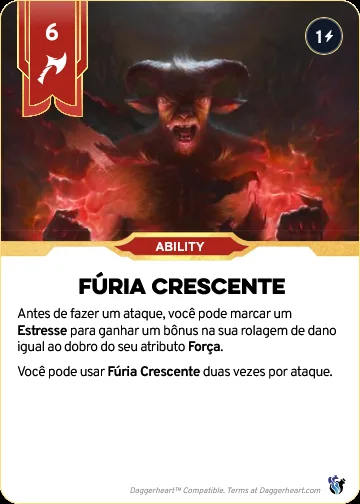 6
1
ABILITY
FÚRIA CRESCENTE
Antes de fazer um ataque, você pode marcar um
Estresse para ganhar um bônus na sua rolagem de dano
igual ao dobro do seu atributo Força.
Você pode usar Fúria Crescente duas vezes por ataque.
Daggerheart™ Compatible. Terms at Daggerheart.com